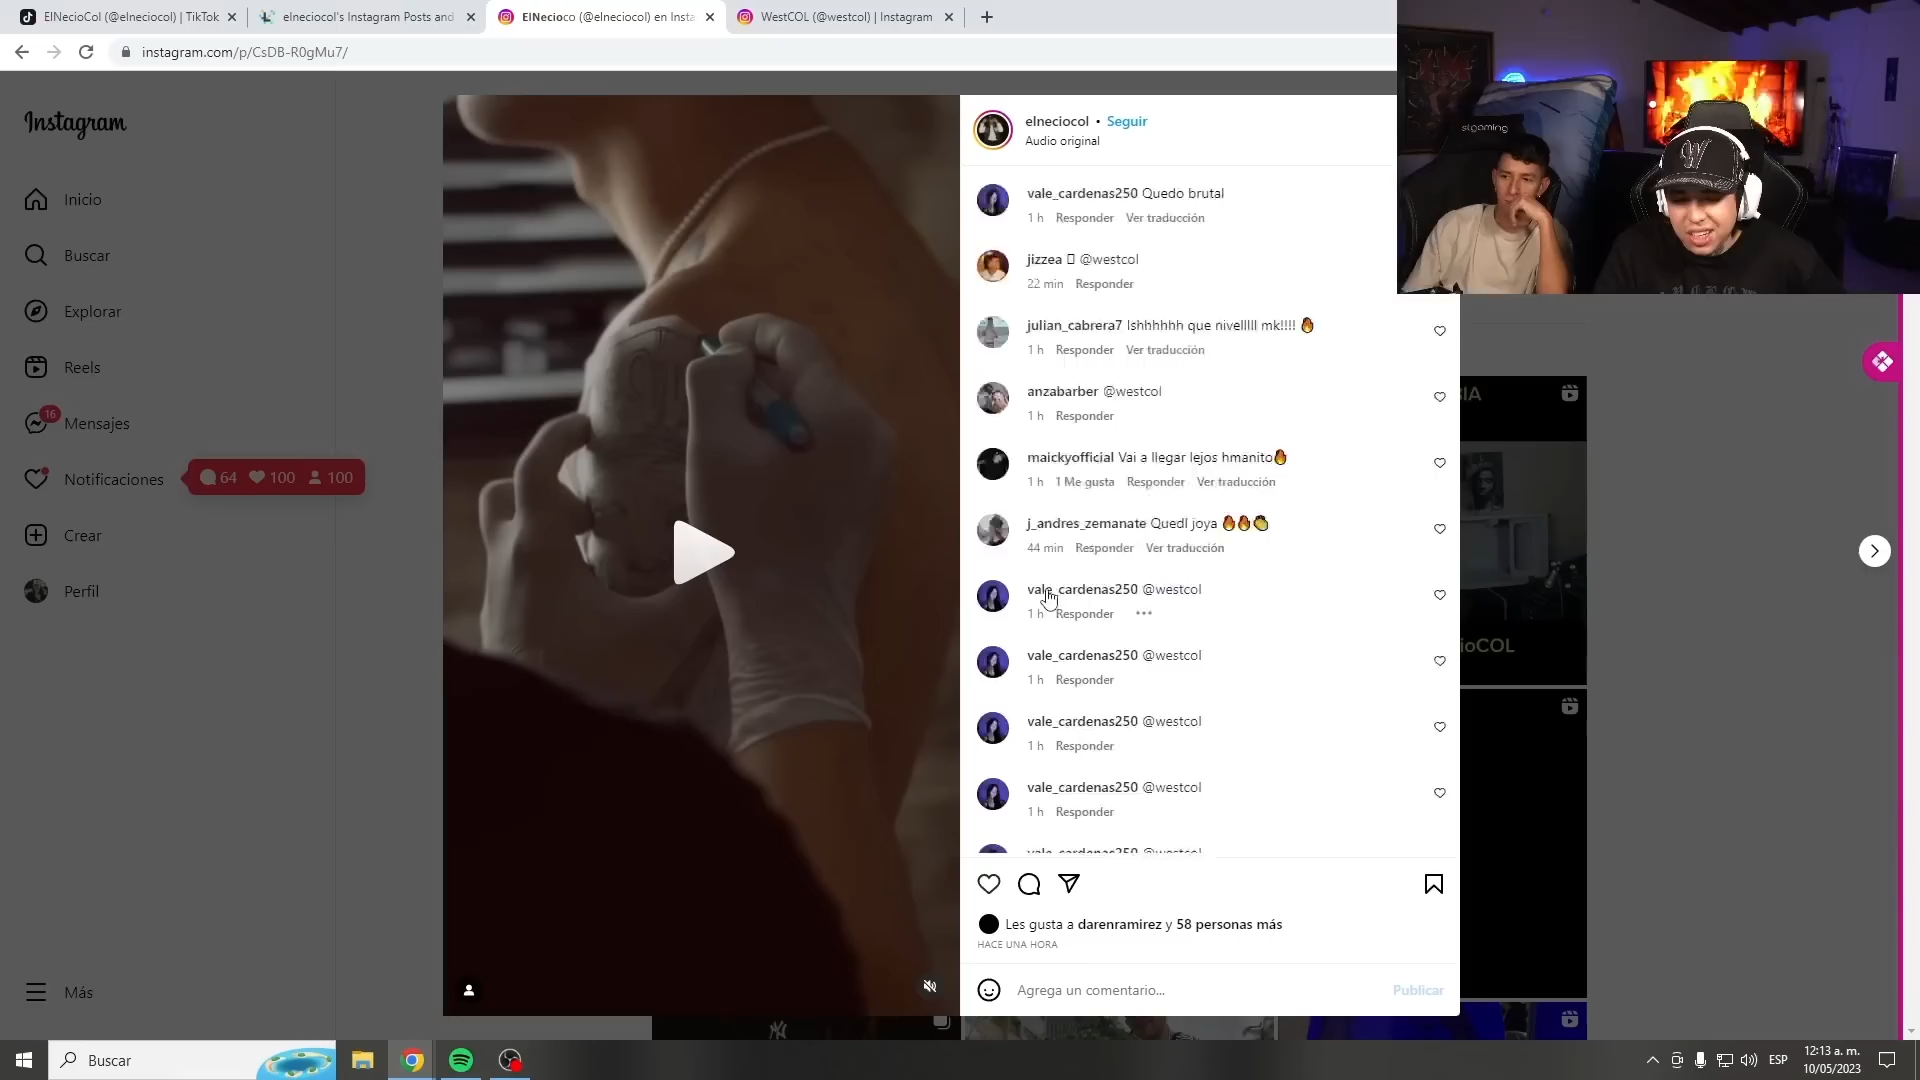 ElNecioCol (@elneciocol) | TikTok
elneciocol's Instagram Posts and
ElNecioco (@elneciocol) en Insta
WestCOL (@westcol) | Instagram
instagram.com/p/CsDB-R0gMu7/
Instagram
Inicio
Buscar
Explorar
Reels
16
Mensajes
Notificaciones
64 100 100
Crear
Perfil
Más
elneciocol • Seguir
Audio original
vale_cardenas250 Quedo brutal
1 h Responder Ver traducción
jizzea @westcol
22 min Responder
julian_cabrera7 Ishhhhhh que nivelllll mk!!!! 🔥
1 h Responder Ver traducción
anzabarber @westcol
1 h Responder
maickyofficial Vai a llegar lejos hmanito🔥
1 h 1 Me gusta Responder Ver traducción
j_andres_zemanate Quedl joya 🔥🔥👏
44 min Responder Ver traducción
vale_cardenas250 @westcol
1 h Responder •••
vale_cardenas250 @westcol
1 h Responder
vale_cardenas250 @westcol
1 h Responder
vale_cardenas250 @westcol
1 h Responder
vale_cardenas250 @westcol
Les gusta a darenramirez y 58 personas más
HACE UNA HORA
Agrega un comentario...
Publicar
slgaming
IA
ioCOL
Buscar
ESP
12:13 a. m.
10/05/2023